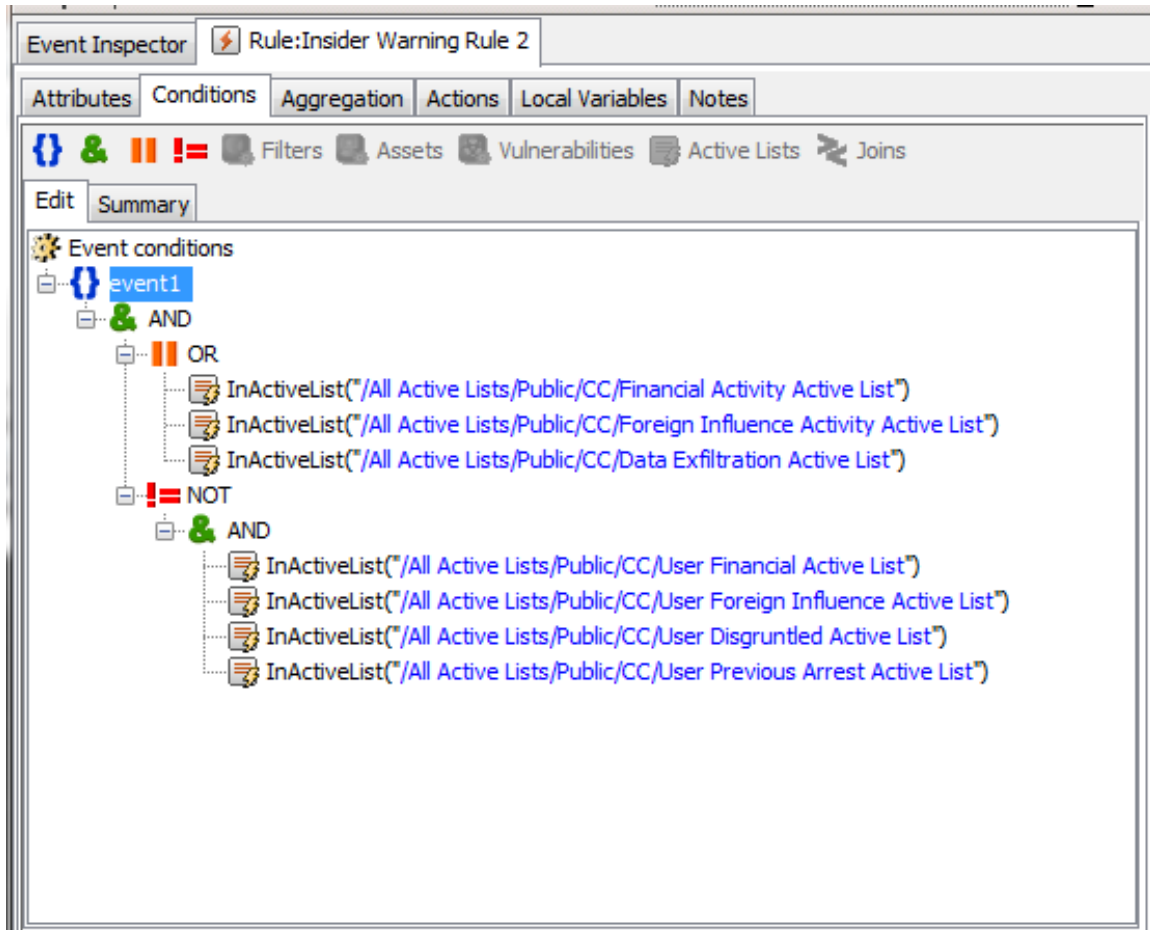 Event Inspector Rule:Insider Warning Rule 2
Attributes Conditions Aggregation Actions Local Variables Notes
{} & || != Filters Assets Vulnerabilities Active Lists Joins
Edit Summary
Event conditions
{} event1
& AND
|| OR
InActiveList("/All Active Lists/Public/CC/Financial Activity Active List")
InActiveList("/All Active Lists/Public/CC/Foreign Influence Activity Active List")
InActiveList("/All Active Lists/Public/CC/Data Exfiltration Active List")
!= NOT
& AND
InActiveList("/All Active Lists/Public/CC/User Financial Active List")
InActiveList("/All Active Lists/Public/CC/User Foreign Influence Active List")
InActiveList("/All Active Lists/Public/CC/User Disgruntled Active List")
InActiveList("/All Active Lists/Public/CC/User Previous Arrest Active List")